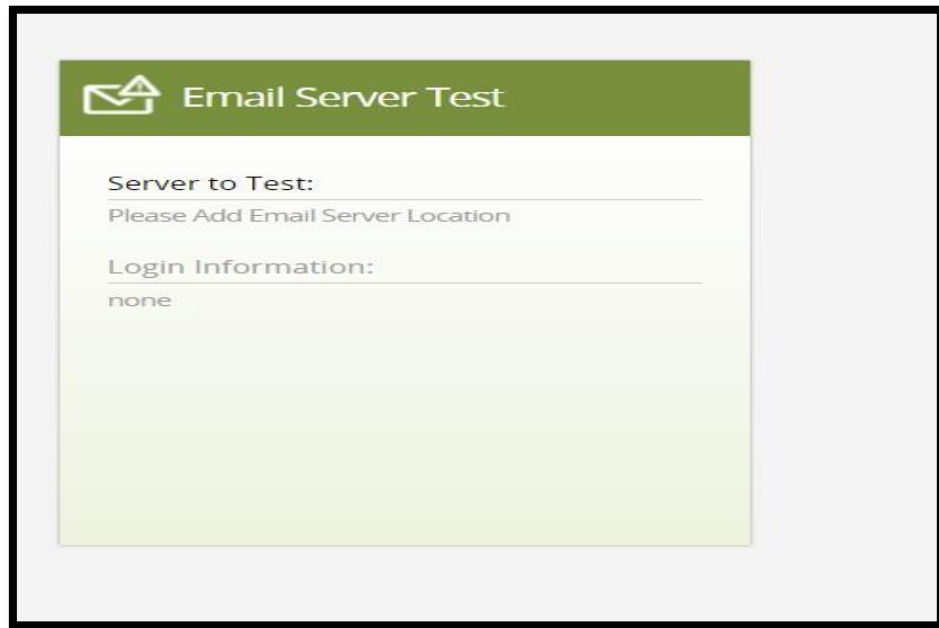 Email Server Test
Server to Test:
Please Add Email Server Location
Login Information:
none